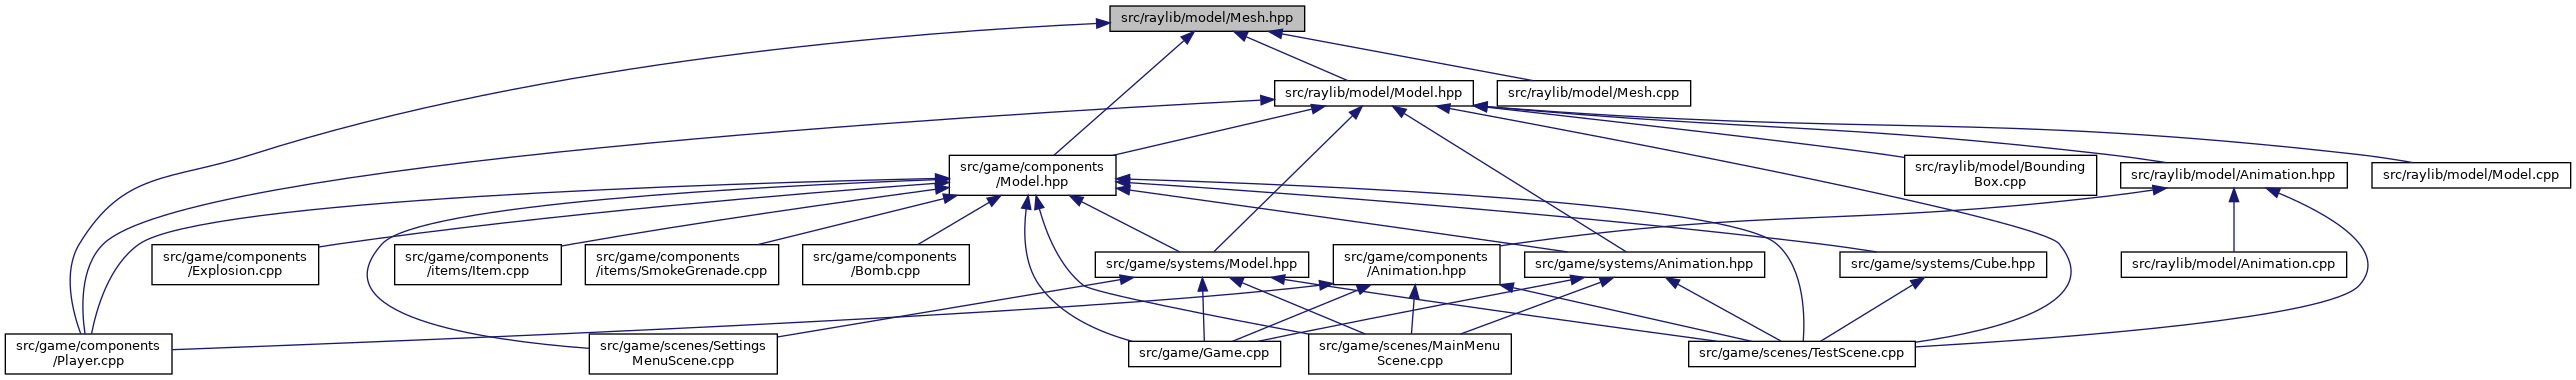 src/raylib/model/Mesh.hpp
src/raylib/model/Model.hpp
src/raylib/model/Mesh.cpp
src/game/components
/Model.hpp
src/raylib/model/Bounding
Box.cpp
src/raylib/model/Animation.hpp
src/raylib/model/Model.cpp
src/game/components
/Explosion.cpp
src/game/components
/items/Item.cpp
src/game/components
/items/SmokeGrenade.cpp
src/game/components
/Bomb.cpp
src/game/systems/Model.hpp
src/game/components
/Animation.hpp
src/game/systems/Animation.hpp
src/game/systems/Cube.hpp
src/raylib/model/Animation.cpp
src/game/components
/Player.cpp
src/game/scenes/Settings
MenuScene.cpp
src/game/Game.cpp
src/game/scenes/MainMenu
Scene.cpp
src/game/scenes/TestScene.cpp